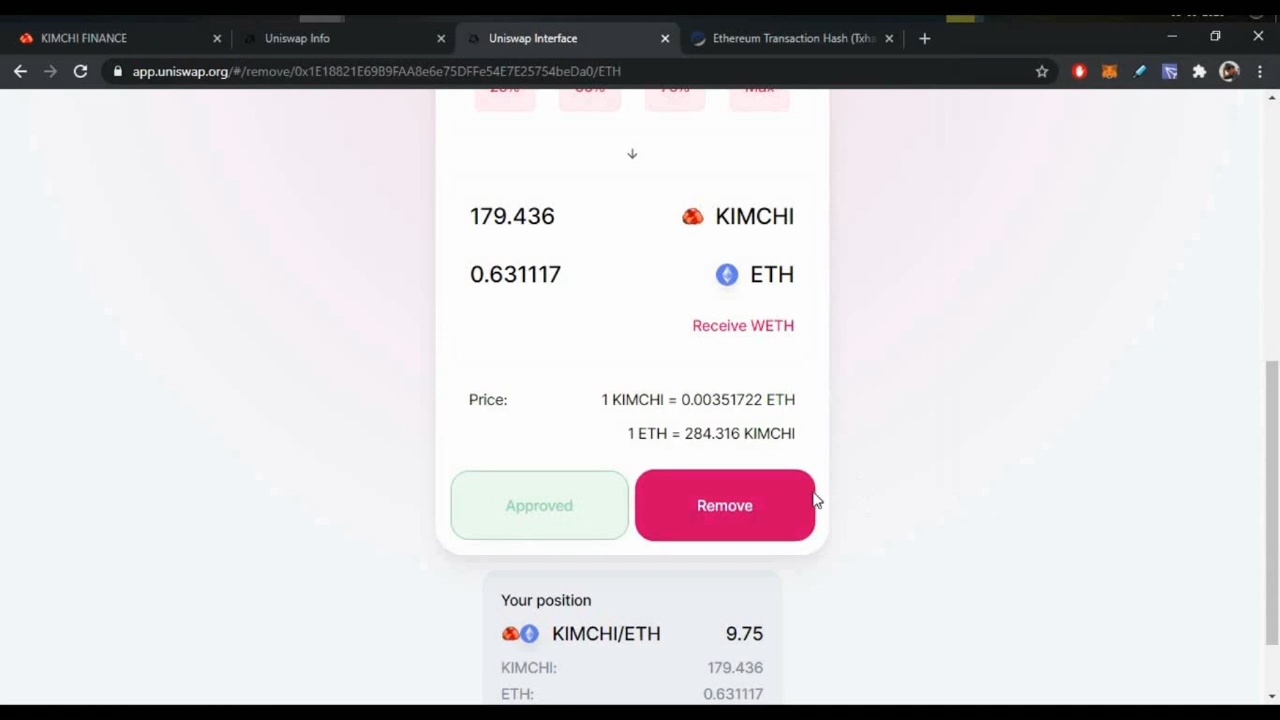 KIMCHI FINANCE
Uniswap Info
Uniswap Interface
Ethereum Transaction Hash (Txha
app.uniswap.org/#/remove/0x1E18821E69B9FAA8e6e75DFFe54E7E25754beDa0/ETH
Max
179.436 KIMCHI
0.631117 ETH
Receive WETH
Price: 1 KIMCHI = 0.00351722 ETH
1 ETH = 284.316 KIMCHI
Approved Remove
Your position
KIMCHI/ETH 9.75
KIMCHI: 179.436
ETH: 0.631117